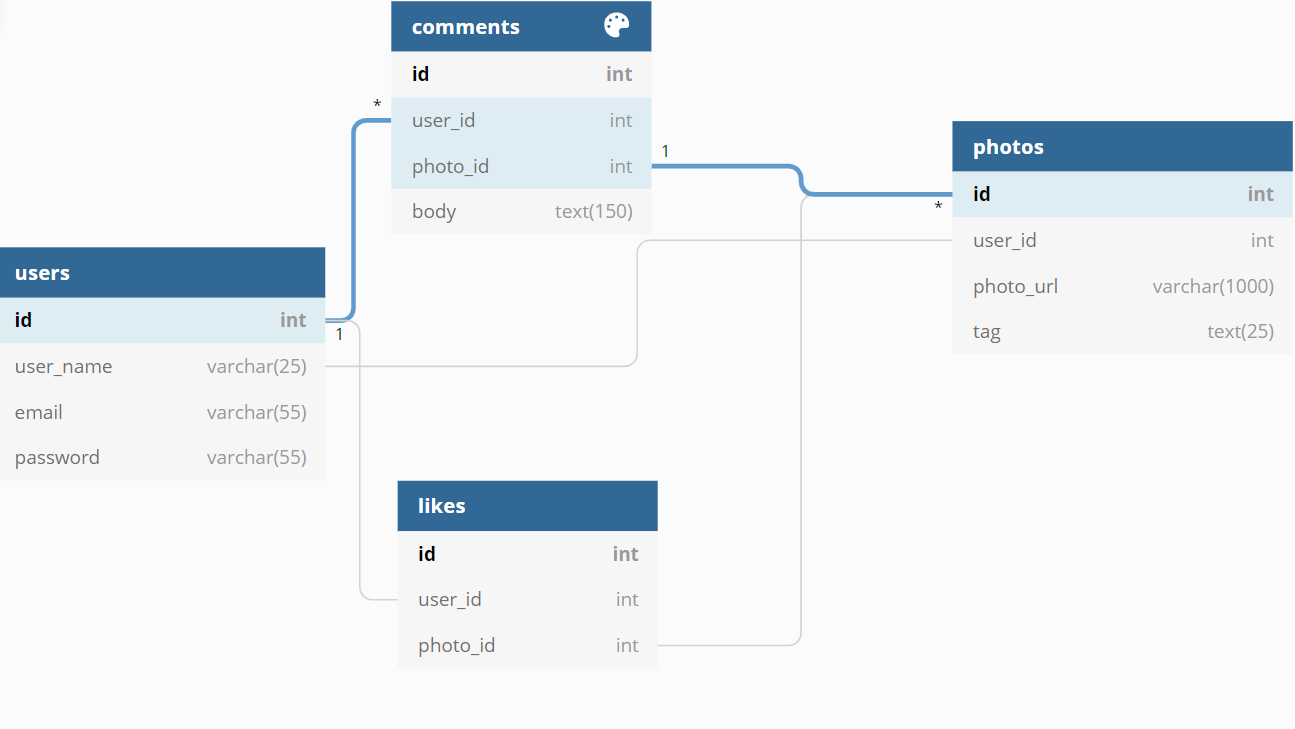 comments
id int
user_id int
photo_id int
body text(150)
*
1
photos
id int
user_id int
photo_url varchar(1000)
tag text(25)
*
users
id int
user_name varchar(25)
email varchar(55)
password varchar(55)
1
likes
id int
user_id int
photo_id int